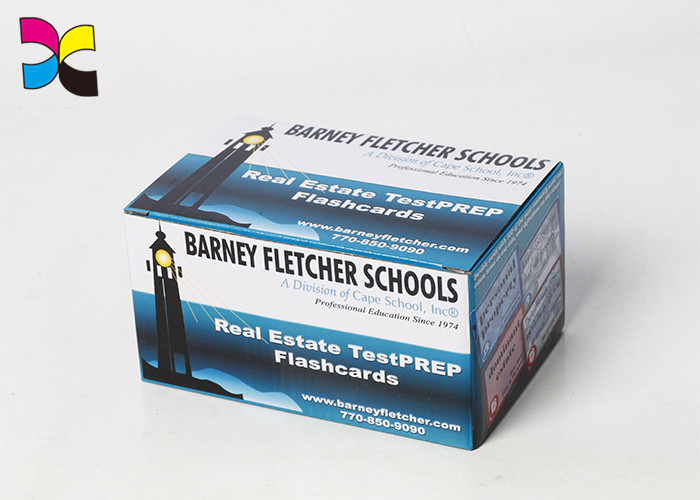 BARNEY FLETCHER SCHOOLS
A Division of Cape School, Inc®
Professional Education Since 1974
Real Estate TestPREP
Flashcards
www.barneyfletcher.com
770-850-9090
BARNEY FLETCHER SCHOOLS
A Division of Cape School, Inc®
Professional Education Since 1974
Real Estate TestPREP
Flashcards
www.barneyfletcher.com
770-850-9090
personal
property